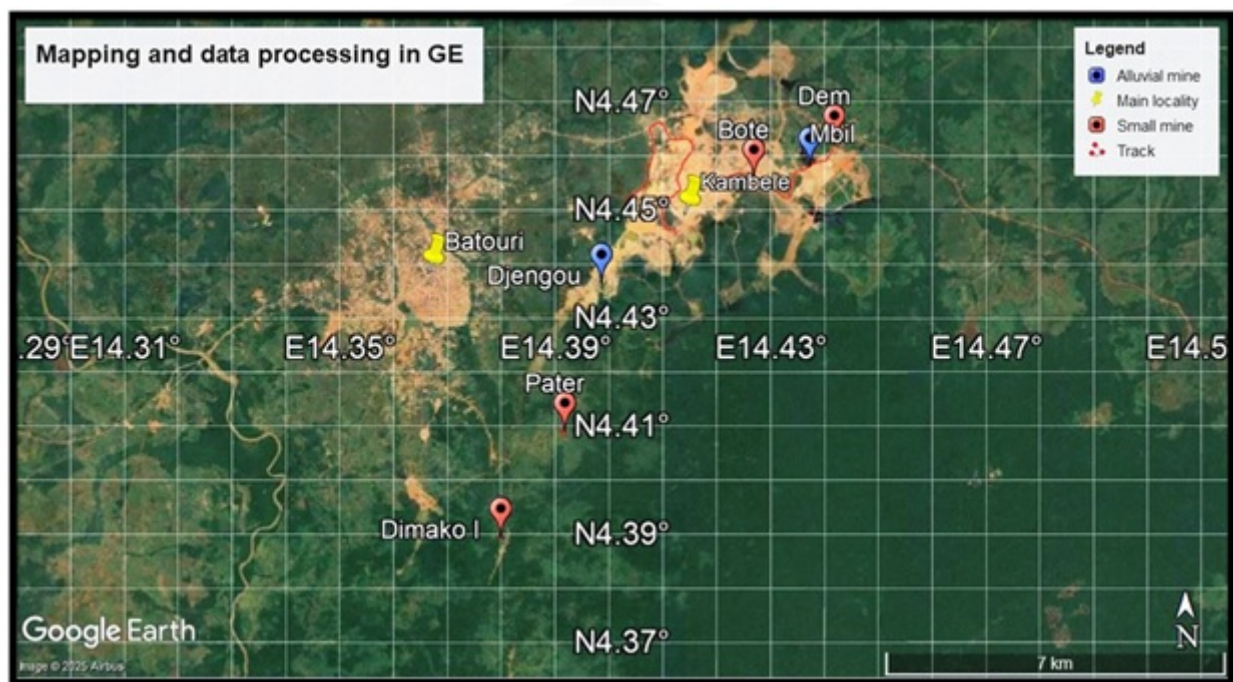 Mapping and data processing in GE
Legend
Alluvial mine
Main locality
Small mine
Track
N4.47°
Dem
Bote
Mbil
Kambele
N4.45°
Batouri
Djengou
N4.43°
.29° E14.31° E14.35° E14.39° E14.43° E14.47° E14.5
Pater
N4.41°
Dimako I
N4.39°
Google Earth
N4.37°
N
Image © 2025 Airbus
7 km